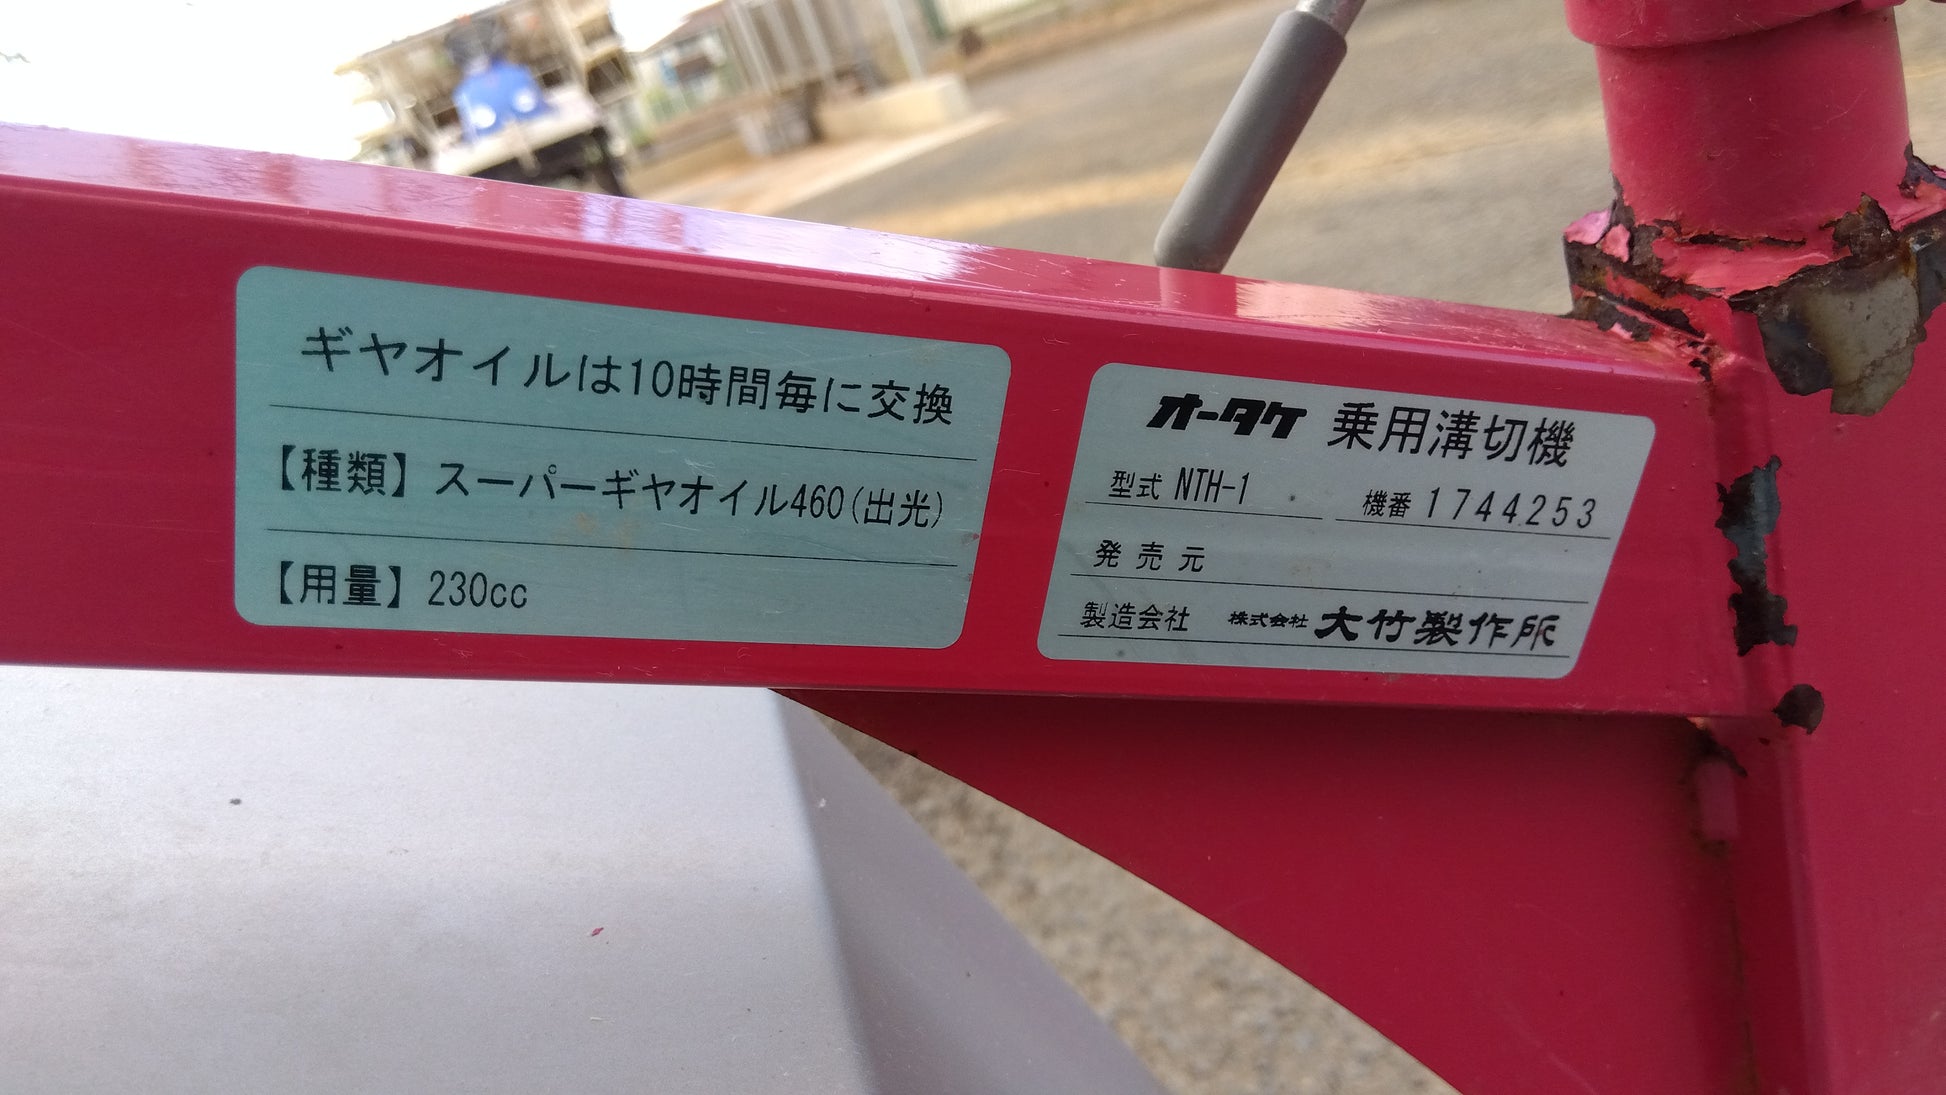 ギヤオイルは10時間毎に交換
【種類】スーパーギヤオイル460(出光)
【用量】230cc
オータケ 乗用溝切機
型式 NTH-1 機番 1744253
発売元
製造会社 株式会社 大竹製作所